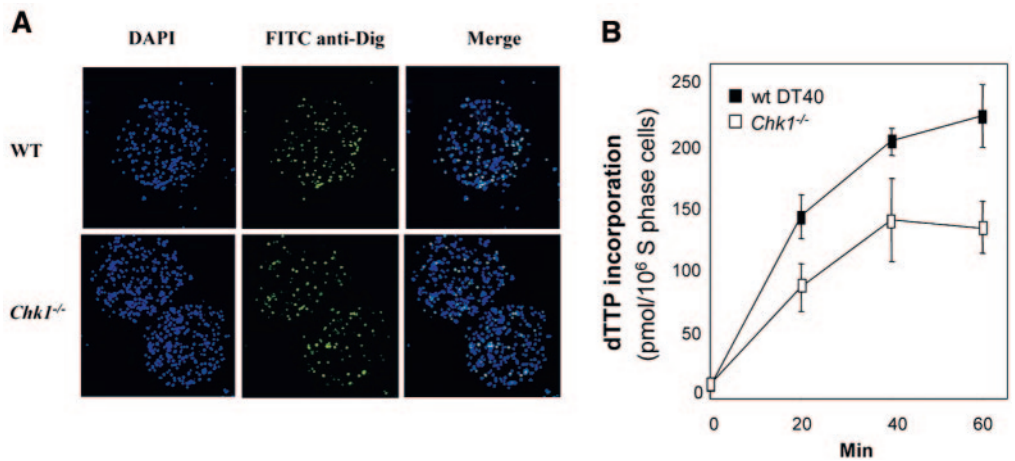 A
DAPI FITC anti-Dig Merge
WT
Chk1-/-
B
dTTP incorporation
(pmol/10⁶ S phase cells)
250
200
150
100
50
0
wt DT40
Chk1-/-
0 20 40 60
Min